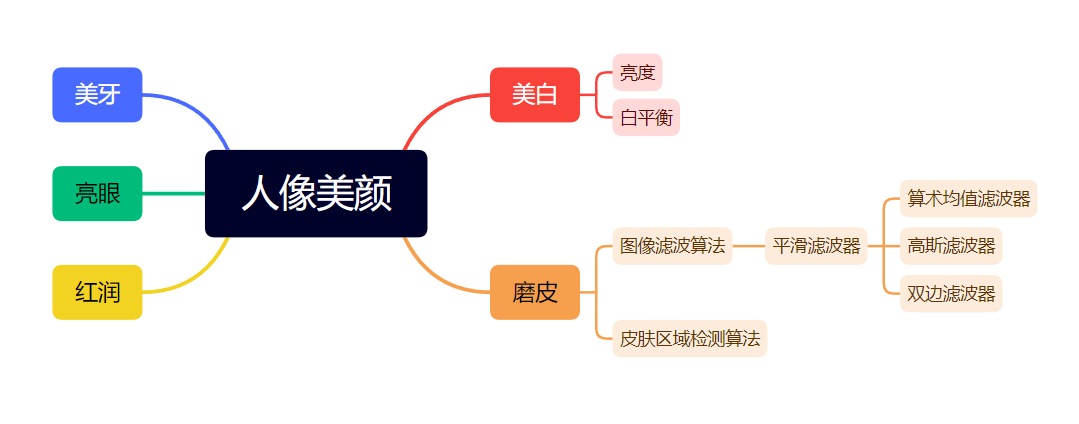 人像美颜
美牙
亮眼
红润
美白
亮度
白平衡
磨皮
图像滤波算法
平滑滤波器
算术均值滤波器
高斯滤波器
双边滤波器
皮肤区域检测算法